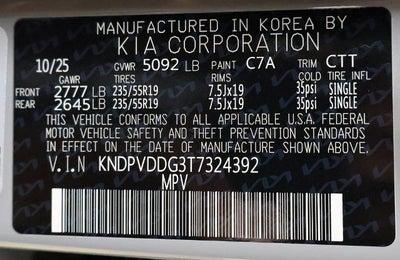 MANUFACTURED IN KOREA BY
KIA CORPORATION
10/25 GVWR 5092 LB PAINT C7A TRIM CTT
GAWR TIRES RIMS COLD TIRE INFL
FRONT 2777 LB 235/55R19 7.5Jx19 35psi SINGLE
REAR 2645 LB 235/55R19 7.5Jx19 35psi SINGLE
THIS VEHICLE CONFORMS TO ALL APPLICABLE U.S.A. FEDERAL
MOTOR VEHICLE SAFETY AND THEFT PREVENTION STANDARDS
IN EFFECT ON THE DATE OF MANUFACTURE SHOWN ABOVE.
V.I.N KNDPVDDG3T7324392
MPV